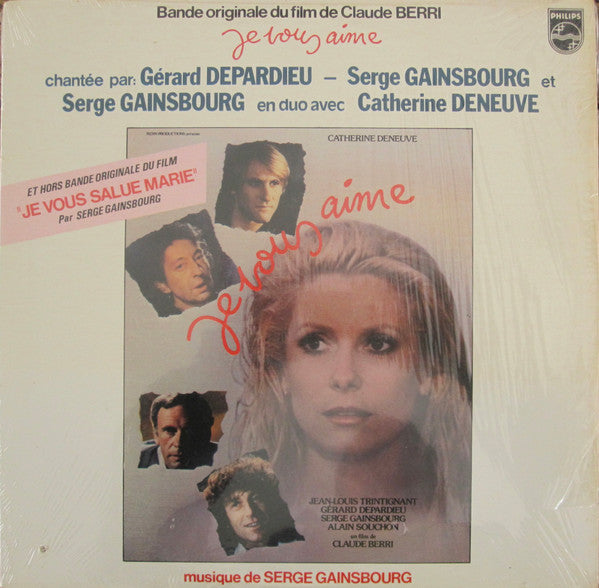 Bande originale du film de Claude BERRI
Je vous aime
PHILIPS
chantée par: Gérard DEPARDIEU – Serge GAINSBOURG et
Serge GAINSBOURG en duo avec Catherine DENEUVE
CATHERINE DENEUVE
ET HORS BANDE ORIGINALE DU FILM
"JE VOUS SALUE MARIE"
Par SERGE GAINSBOURG
Je vous aime
JEAN-LOUIS TRINTIGNANT
GÉRARD DEPARDIEU
SERGE GAINSBOURG
ALAIN SOUCHON
un film de
CLAUDE BERRI
musique de SERGE GAINSBOURG